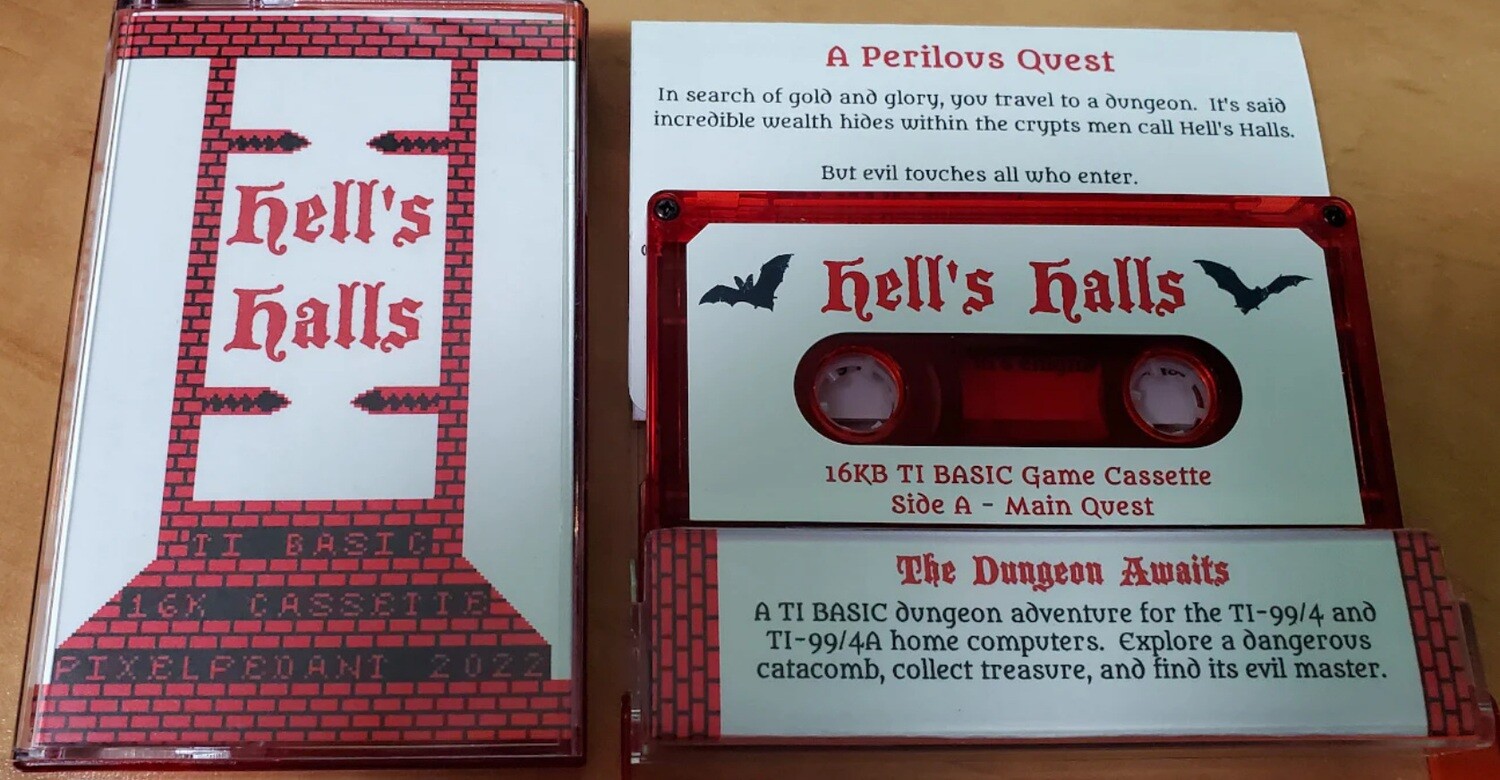 Hell's
Halls
TI BASIC
16K CASSETTE
PIXELPEDANT 2022
A Perilous Quest
In search of gold and glory, you travel to a dungeon. It's said
incredible wealth hides within the crypts men call Hell's Halls.
But evil touches all who enter.
Hell's Halls
16KB TI BASIC Game Cassette
Side A - Main Quest
The Dungeon Awaits
A TI BASIC dungeon adventure for the TI-99/4 and
TI-99/4A home computers. Explore a dangerous
catacomb, collect treasure, and find its evil master.